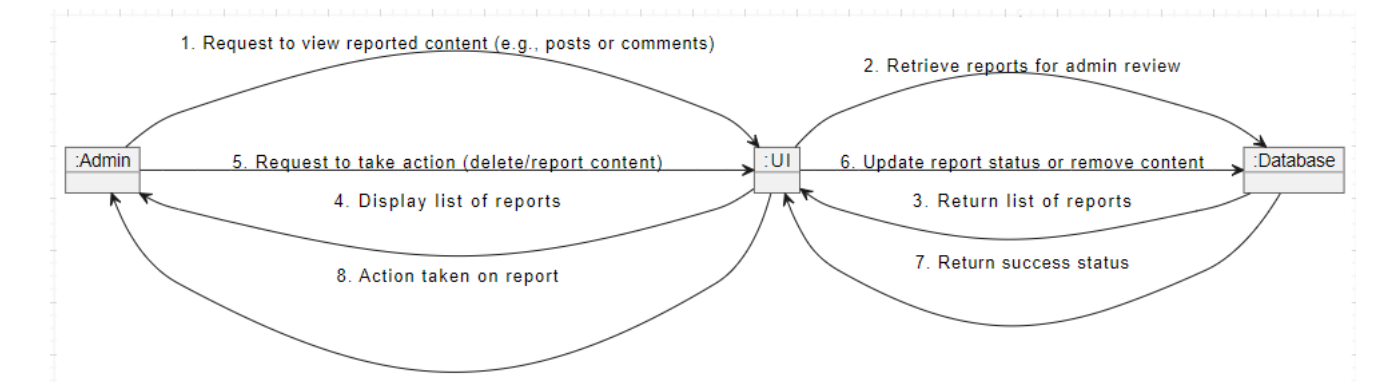 1. Request to view reported content (e.g., posts or comments)
2. Retrieve reports for admin review
:Admin
5. Request to take action (delete/report content)
:UI
6. Update report status or remove content
:Database
4. Display list of reports
3. Return list of reports
8. Action taken on report
7. Return success status